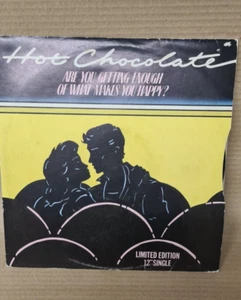 Hot Chocolate
ARE YOU GETTING ENOUGH
OF WHAT MAKES YOU HAPPY?
LIMITED EDITION
12" SINGLE